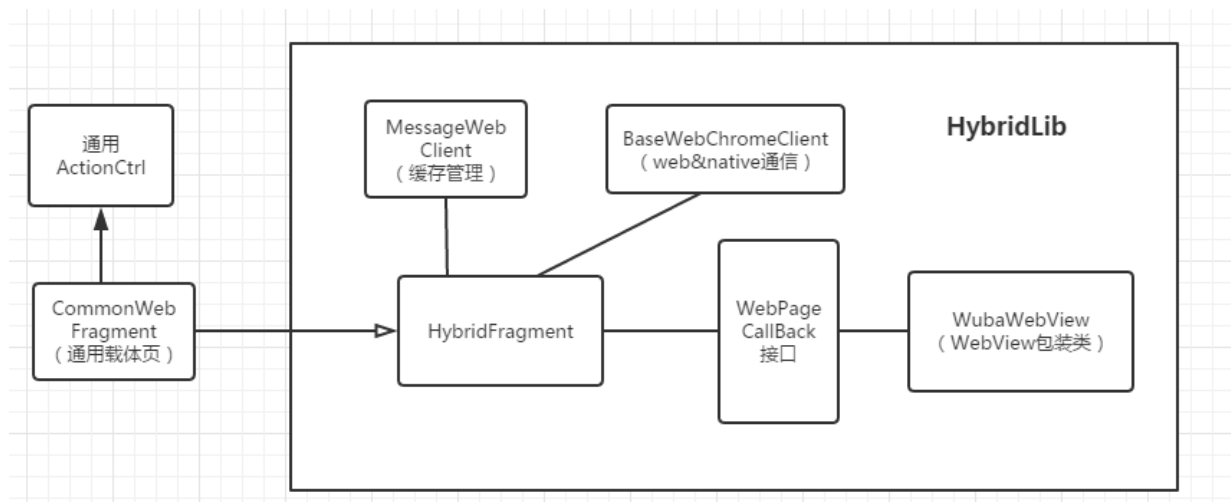 HybridLib
MessageWeb
Client
（缓存管理）
BaseWebChromeClient
（web&native通信）
通用
ActionCtrl
CommonWeb
Fragment
（通用载体页）
HybridFragment
WebPage
CallBack
接口
WubaWebView
（WebView包装类）